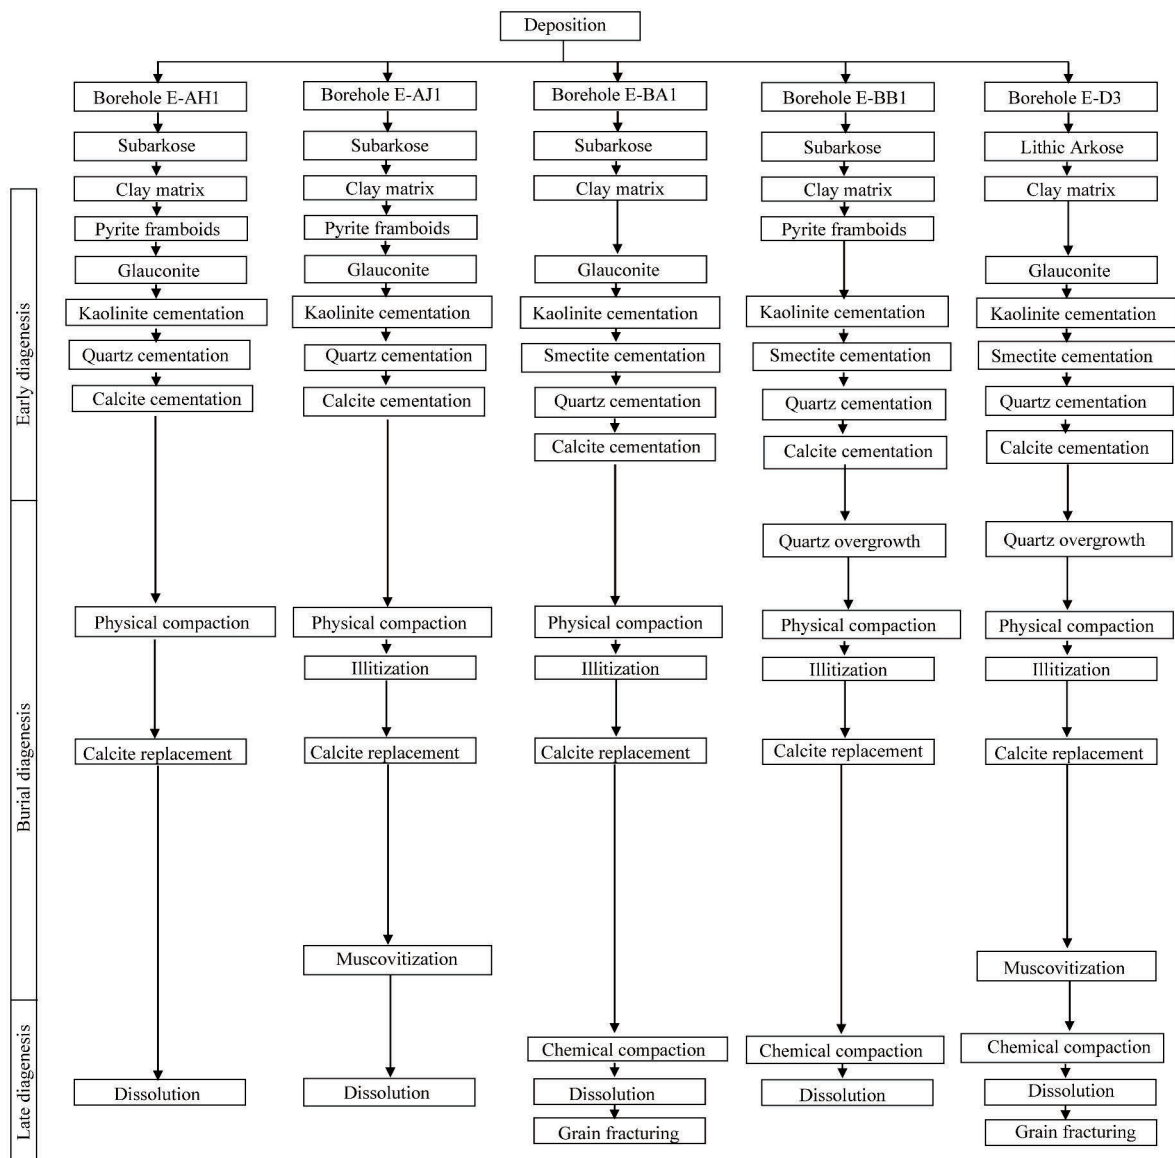 Deposition
Borehole E-AH1
Borehole E-AJ1
Borehole E-BA1
Borehole E-BB1
Borehole E-D3
Subarkose
Subarkose
Subarkose
Subarkose
Lithic Arkose
Early diagenesis
Clay matrix
Clay matrix
Clay matrix
Clay matrix
Clay matrix
Pyrite framboids
Pyrite framboids
Pyrite framboids
Glauconite
Glauconite
Glauconite
Glauconite
Kaolinite cementation
Kaolinite cementation
Kaolinite cementation
Kaolinite cementation
Kaolinite cementation
Quartz cementation
Quartz cementation
Smectite cementation
Smectite cementation
Smectite cementation
Calcite cementation
Calcite cementation
Quartz cementation
Quartz cementation
Quartz cementation
Calcite cementation
Calcite cementation
Calcite cementation
Burial diagenesis
Quartz overgrowth
Quartz overgrowth
Physical compaction
Physical compaction
Physical compaction
Physical compaction
Physical compaction
Illitization
Illitization
Illitization
Illitization
Calcite replacement
Calcite replacement
Calcite replacement
Calcite replacement
Calcite replacement
Muscovitization
Muscovitization
Late diagenesis
Chemical compaction
Chemical compaction
Chemical compaction
Dissolution
Dissolution
Dissolution
Dissolution
Dissolution
Grain fracturing
Grain fracturing